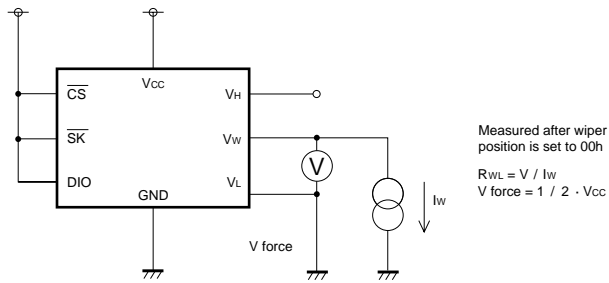 VCC
CS
VH
SK
VW
V
DIO
VL
GND
IW
V force
Measured after wiper
position is set to 00h
RWL = V / IW
V force = 1 / 2 · VCC